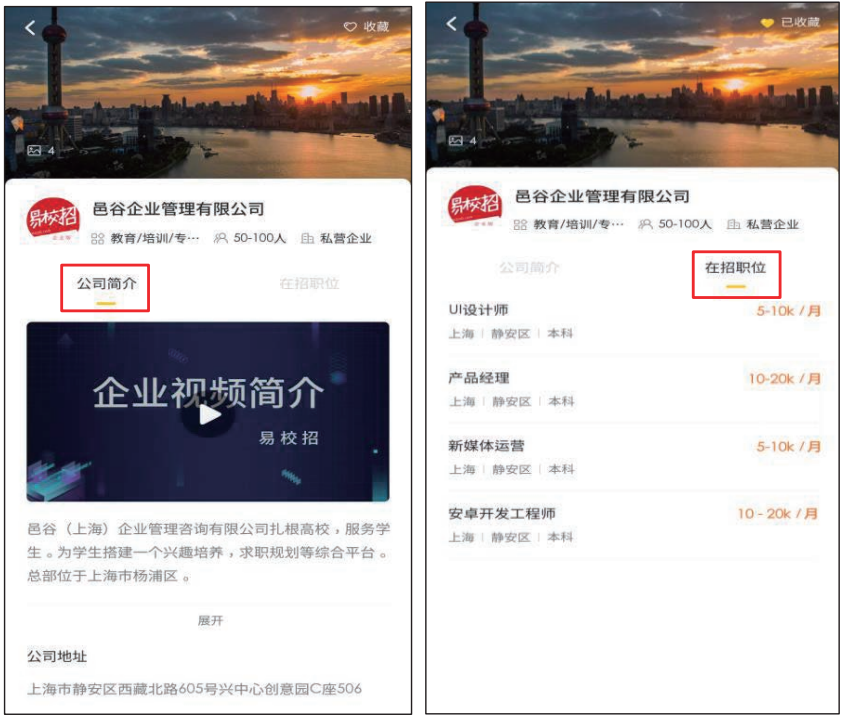 收藏
4
易校招
企业版
邑谷企业管理有限公司
教育/培训/专… 50-100人 私营企业
公司简介 在招职位
企业视频简介
易校招
邑谷（上海）企业管理咨询有限公司扎根高校，服务学
生。为学生搭建一个兴趣培养，求职规划等综合平台。
总部位于上海市杨浦区。
展开
公司地址
上海市静安区西藏北路605号兴中心创意园C座506
已收藏
4
易校招
企业版
邑谷企业管理有限公司
教育/培训/专… 50-100人 私营企业
公司简介 在招职位
UI设计师 5-10k /月
上海 | 静安区 | 本科
产品经理 10-20k /月
上海 | 静安区 | 本科
新媒体运营 5-10k /月
上海 | 静安区 | 本科
安卓开发工程师 10 - 20k /月
上海 | 静安区 | 本科